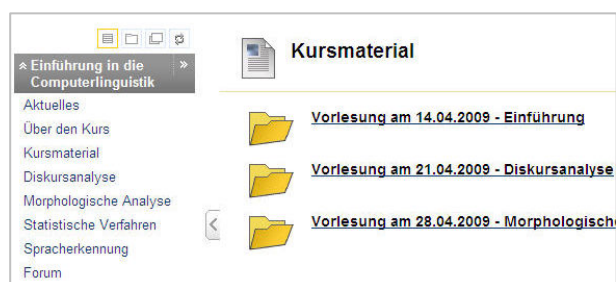 Einführung in die
Computerlinguistik
Aktuelles
Über den Kurs
Kursmaterial
Diskursanalyse
Morphologische Analyse
Statistische Verfahren
Spracherkennung
Forum
Kursmaterial
Vorlesung am 14.04.2009 - Einführung
Vorlesung am 21.04.2009 - Diskursanalyse
Vorlesung am 28.04.2009 - Morphologische